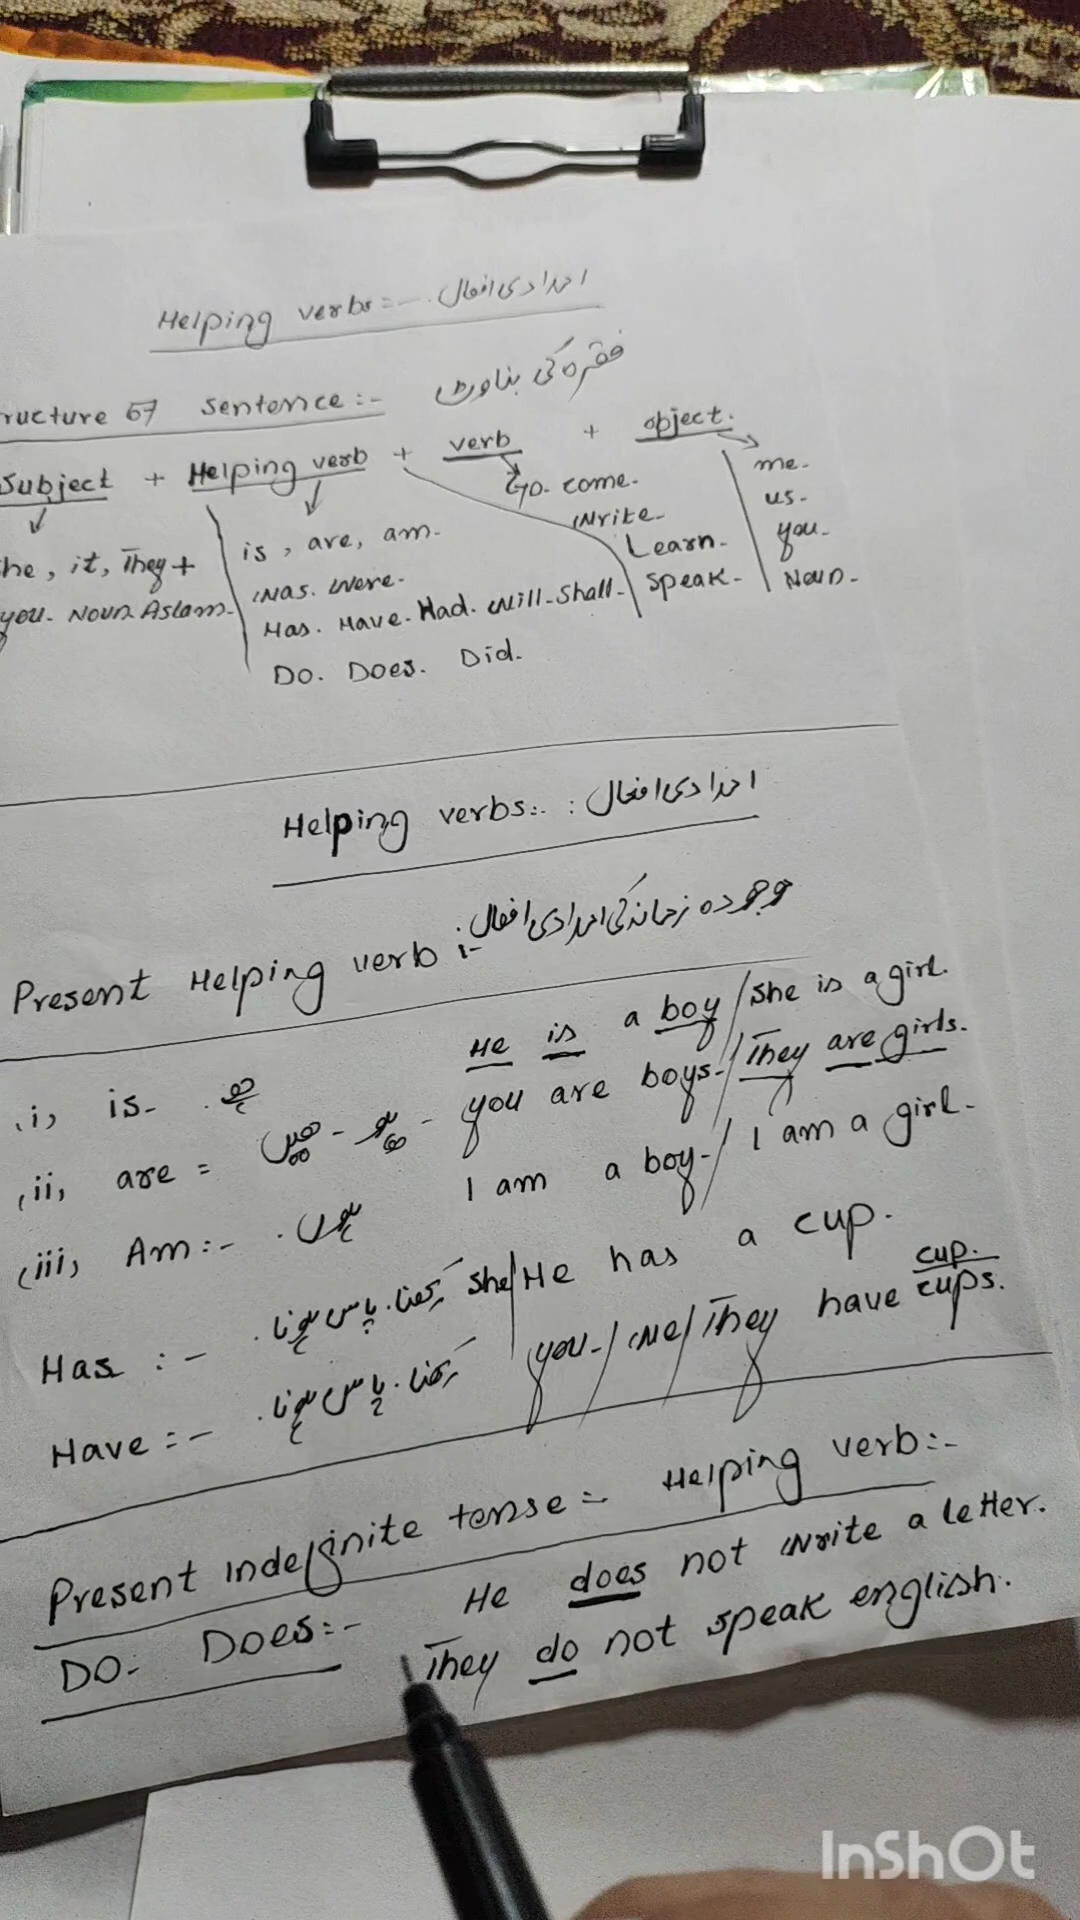 Helping verbs:- امدادی افعال
ructure of Sentence:- فقرہ کی بناوٹ
Subject + Helping verb + verb + object.
he, it, They +
you. Noun Aslam.
is, are, am.
was. were.
Has. Have. Had. Will. Shall.
Do. Does. Did.
Go. come.
write.
Learn.
Speak.
me.
us.
you.
Noun.
Helping verbs:. : امدادی افعال
Present Helping verb :- موجودہ زمانہ کی امدادی افعال
(i) is - ہے. He is a boy / She is a girl.
(ii) are = ھیں - ہو - you are boys. / They are girls.
(iii) Am :- ہوں. I am a boy. / I am a girl.
Has :- رکھنا. پاس ہونا. She/He has a cup.
Have :- رکھنا. پاس ہونا. you. / We / They have cup. cups.
Present indefinite tense = Helping verb:-
Do. Does:- He does not write a letter.
They do not speak english.
InShOt